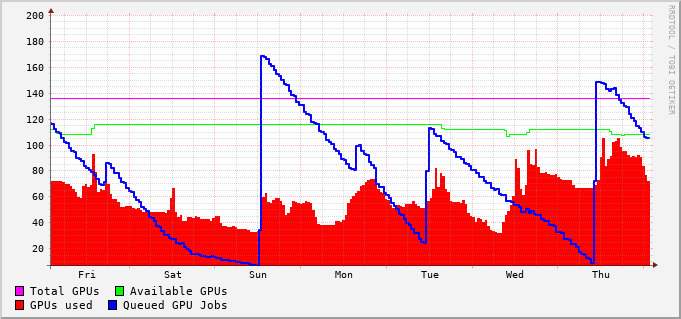 200
180
160
140
120
100
80
60
40
20
Fri Sat Sun Mon Tue Wed Thu
Total GPUs Available GPUs
GPUs used Queued GPU Jobs
RRDTOOL / TOBI OETIKER